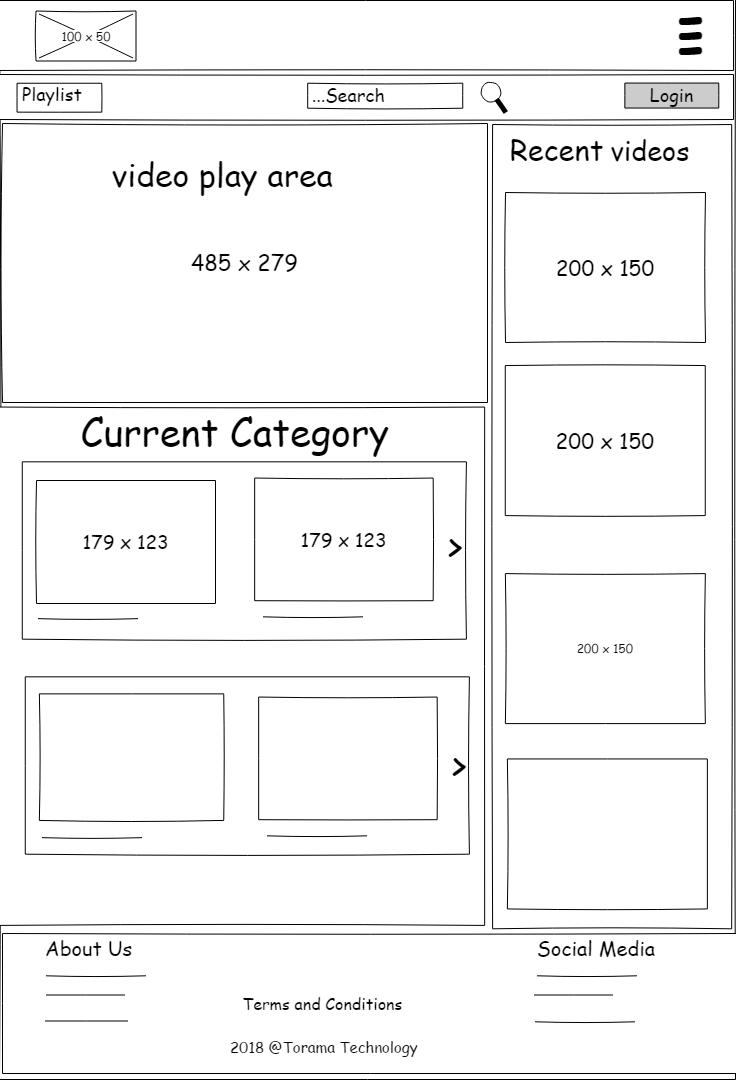 100 x 50
Playlist
...Search
Login
video play area
485 x 279
Recent videos
200 x 150
200 x 150
200 x 150
Current Category
179 x 123
179 x 123
>
>
About Us
Social Media
Terms and Conditions
2018 @Torama Technology